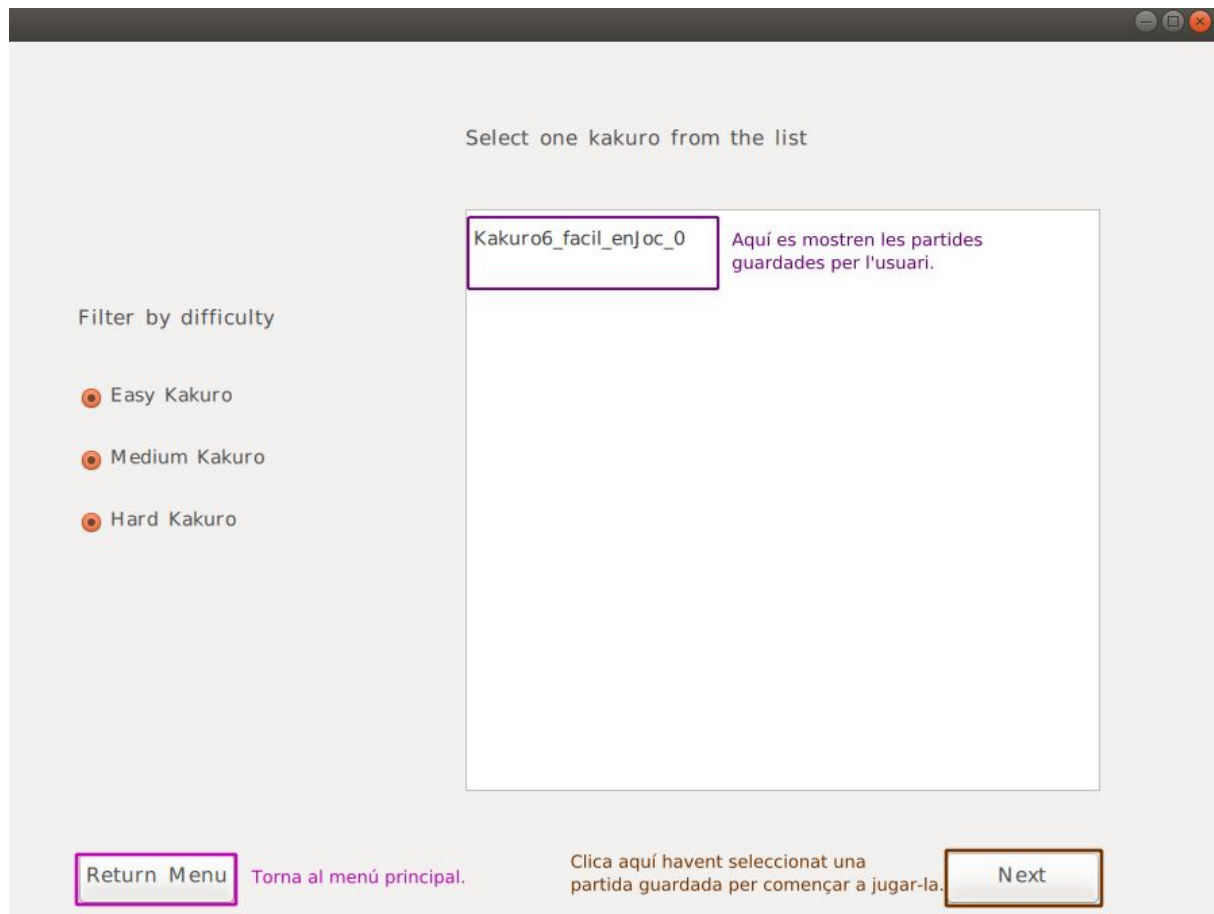 Select one kakuro from the list
Kakuro6_facil_enJoc_0
Aquí es mostren les partides
guardades per l'usuari.
Filter by difficulty
Easy Kakuro
Medium Kakuro
Hard Kakuro
Return Menu
Torna al menú principal.
Clica aquí havent seleccionat una
partida guardada per començar a jugar-la.
Next